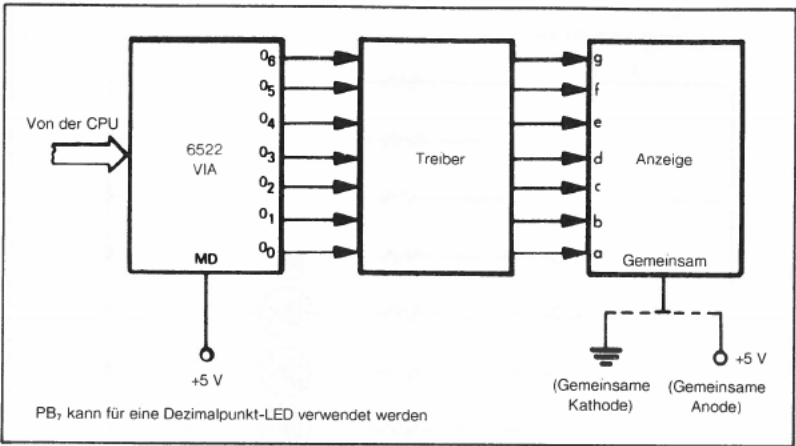 O6 g
O5 f
Von der CPU
O4 e
6522 O3 Treiber d Anzeige
VIA
O2 c
O1 b
O0 a
MD Gemeinsam
+5 V
+5 V
(Gemeinsame (Gemeinsame
Kathode) Anode)
PB7 kann für eine Dezimalpunkt-LED verwendet werden